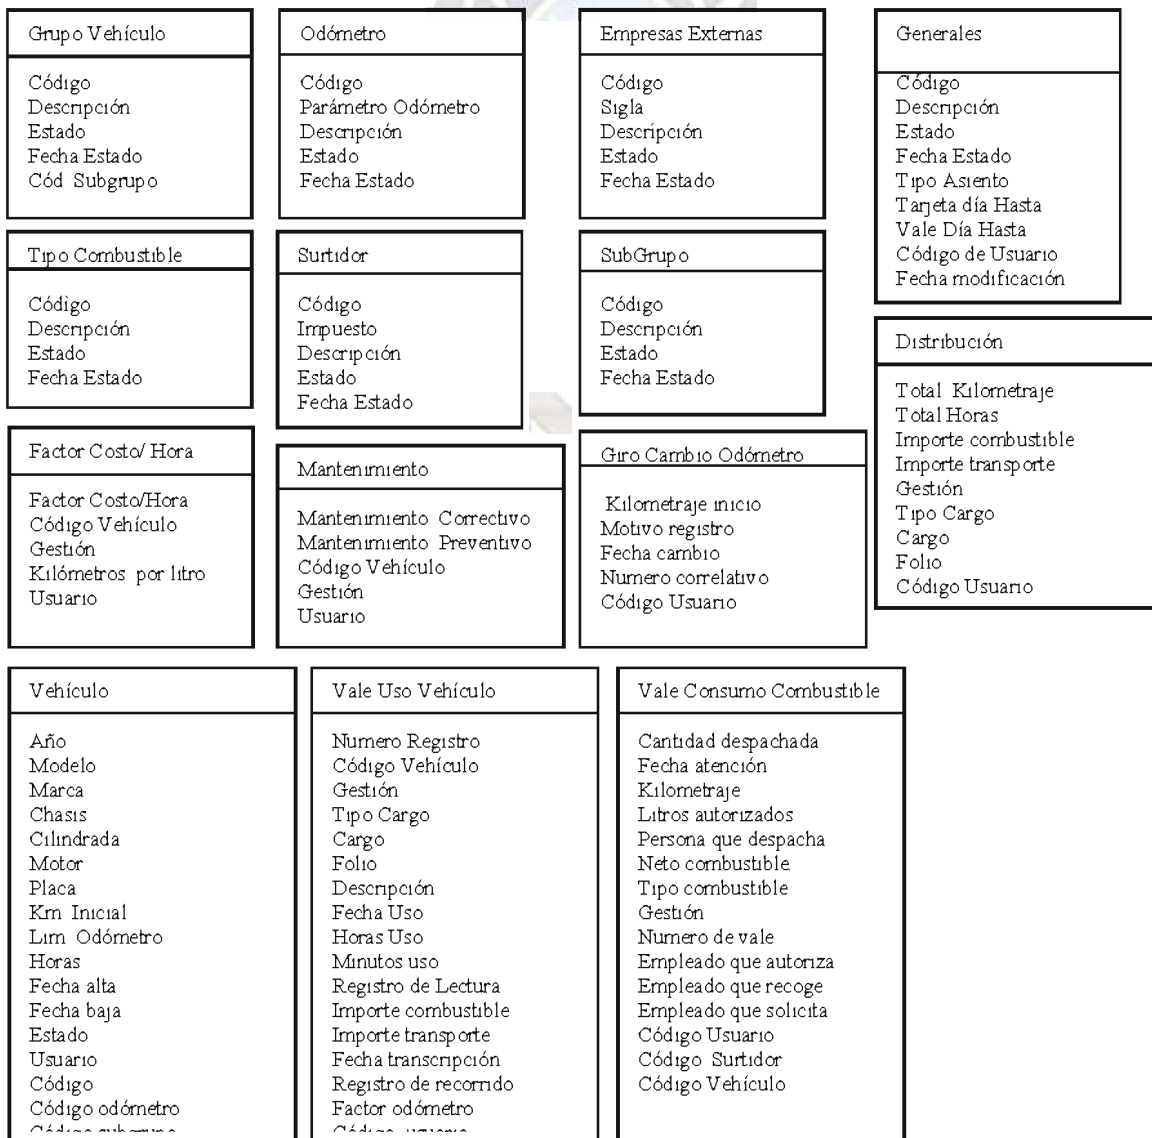 Grupo Vehículo
Código
Descripción
Estado
Fecha Estado
Cód Subgrupo
Odómetro
Código
Parámetro Odómetro
Descripción
Estado
Fecha Estado
Empresas Externas
Código
Sigla
Descripción
Estado
Fecha Estado
Generales
Código
Descripción
Estado
Fecha Estado
Tipo Asiento
Tarjeta día Hasta
Vale Día Hasta
Código de Usuario
Fecha modificación
Tipo Combustible
Código
Descripción
Estado
Fecha Estado
Surtidor
Código
Impuesto
Descripción
Estado
Fecha Estado
SubGrupo
Código
Descripción
Estado
Fecha Estado
Distribución
Total Kilometraje
Total Horas
Importe combustible
Importe transporte
Gestión
Tipo Cargo
Cargo
Folio
Código Usuario
Factor Costo/ Hora
Factor Costo/Hora
Código Vehículo
Gestión
Kilómetros por litro
Usuario
Mantenimiento
Mantenimiento Correctivo
Mantenimiento Preventivo
Código Vehículo
Gestión
Usuario
Giro Cambio Odómetro
Kilometraje inicio
Motivo registro
Fecha cambio
Numero correlativo
Código Usuario
Vehículo
Año
Modelo
Marca
Chasis
Cilindrada
Motor
Placa
Km Inicial
Lim Odómetro
Horas
Fecha alta
Fecha baja
Estado
Usuario
Código
Código odómetro
Código subgrupo
Vale Uso Vehículo
Numero Registro
Código Vehículo
Gestión
Tipo Cargo
Cargo
Folio
Descripción
Fecha Uso
Horas Uso
Minutos uso
Registro de Lectura
Importe combustible
Importe transporte
Fecha transcripción
Registro de recorrido
Factor odómetro
Código usuario
Vale Consumo Combustible
Cantidad despachada
Fecha atención
Kilometraje
Litros autorizados
Persona que despacha
Neto combustible
Tipo combustible
Gestión
Numero de vale
Empleado que autoriza
Empleado que recoge
Empleado que solicita
Código Usuario
Código Surtidor
Código Vehículo